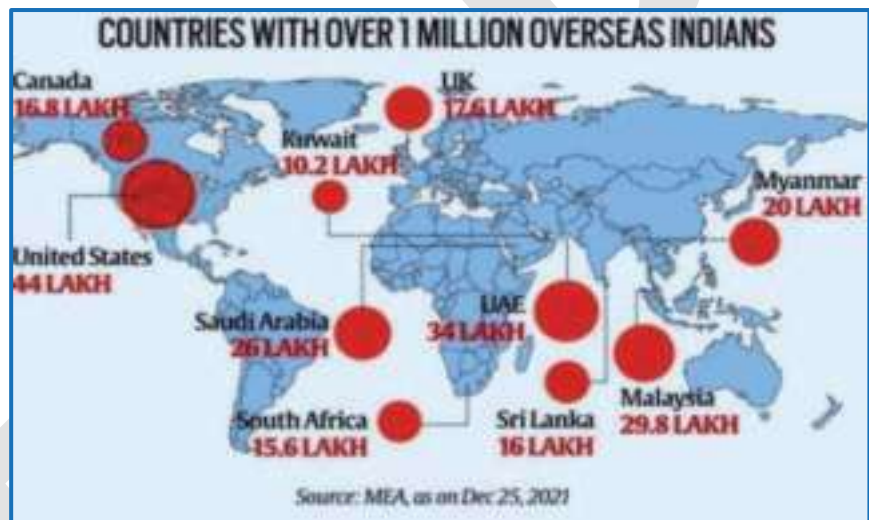 COUNTRIES WITH OVER 1 MILLION OVERSEAS INDIANS
Canada
16.8 LAKH
UK
17.6 LAKH
Kuwait
10.2 LAKH
Myanmar
20 LAKH
United States
44 LAKH
Saudi Arabia
26 LAKH
UAE
34 LAKH
South Africa
15.6 LAKH
Sri Lanka
16 LAKH
Malaysia
29.8 LAKH
Source: MEA, as on Dec 25, 2021